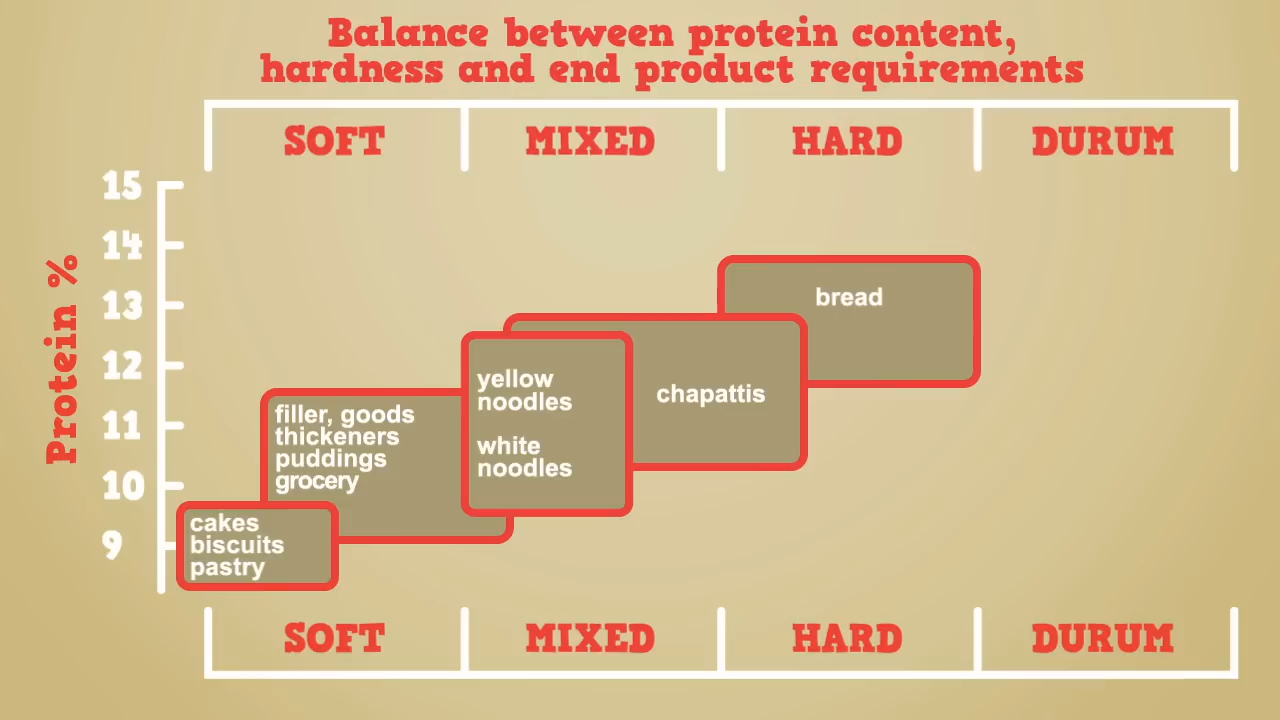 Balance between protein content,
hardness and end product requirements
SOFT
MIXED
HARD
DURUM
Protein %
15
14
13
12
11
10
9
bread
chapattis
yellow
noodles
white
noodles
filler, goods
thickeners
puddings
grocery
cakes
biscuits
pastry
SOFT
MIXED
HARD
DURUM